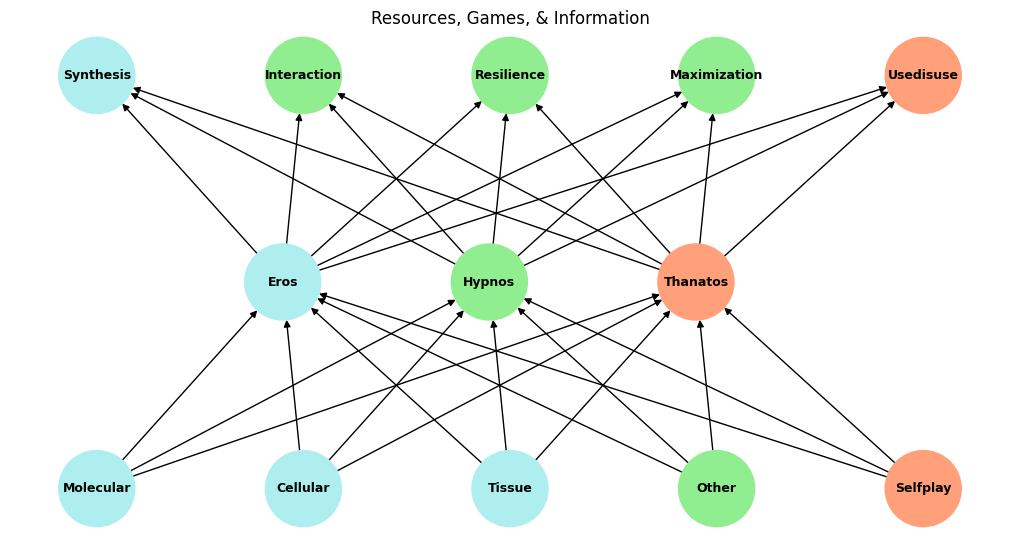 Resources, Games, & Information
Synthesis
Interaction
Resilience
Maximization
Usedisuse
Eros
Hypnos
Thanatos
Molecular
Cellular
Tissue
Other
Selfplay